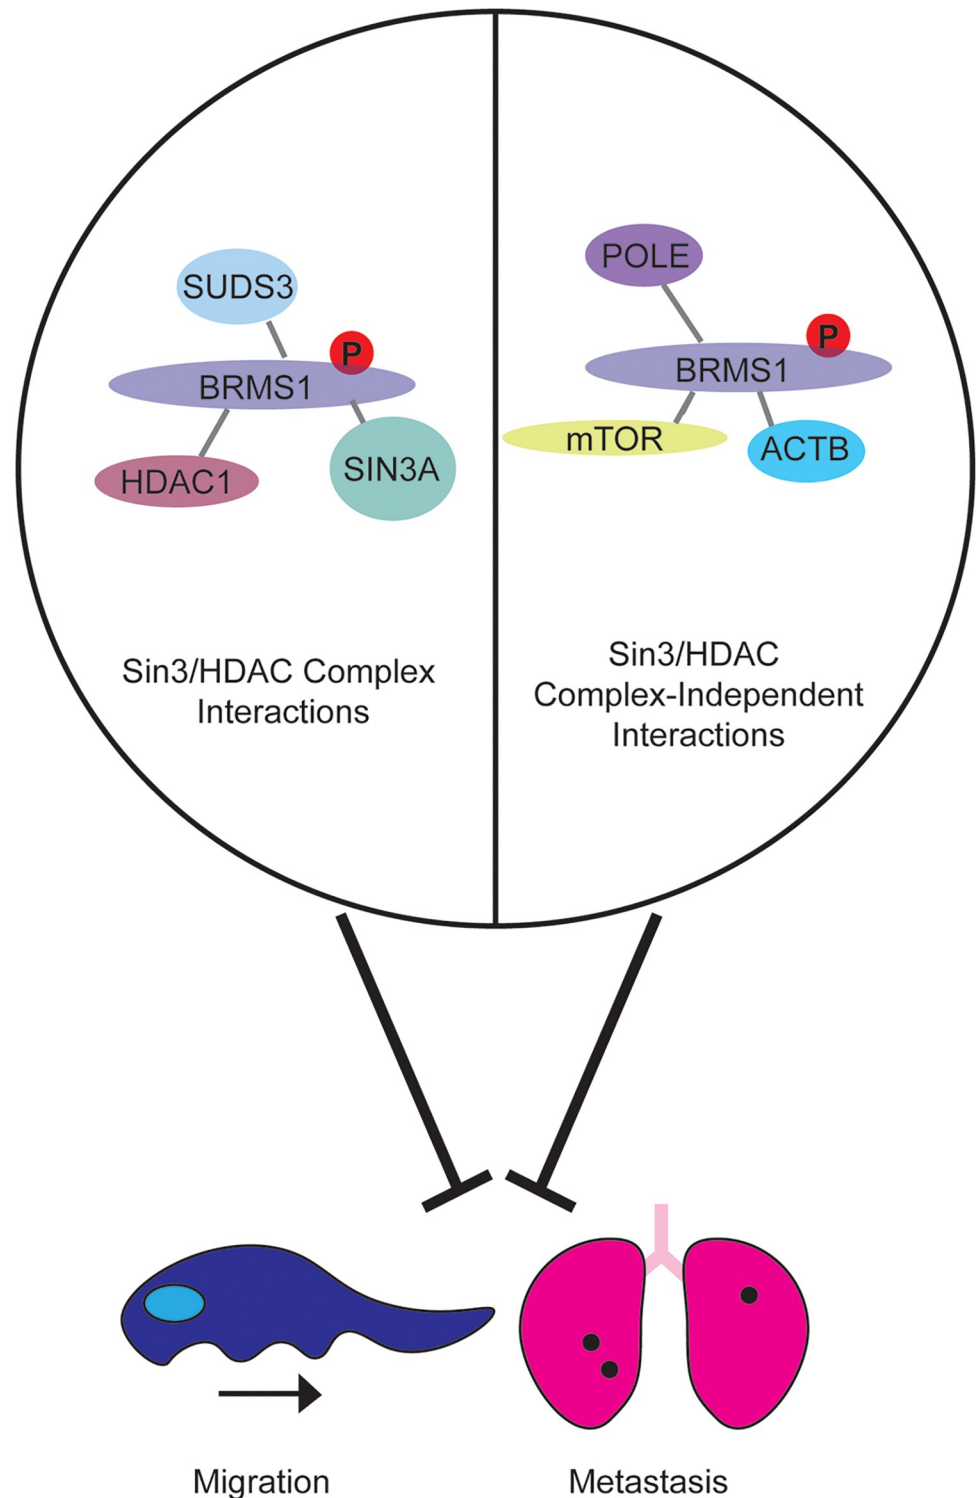 SUDS3
P
BRMS1
HDAC1
SIN3A
Sin3/HDAC Complex
Interactions
POLE
P
BRMS1
mTOR
ACTB
Sin3/HDAC
Complex-Independent
Interactions
Migration
Metastasis